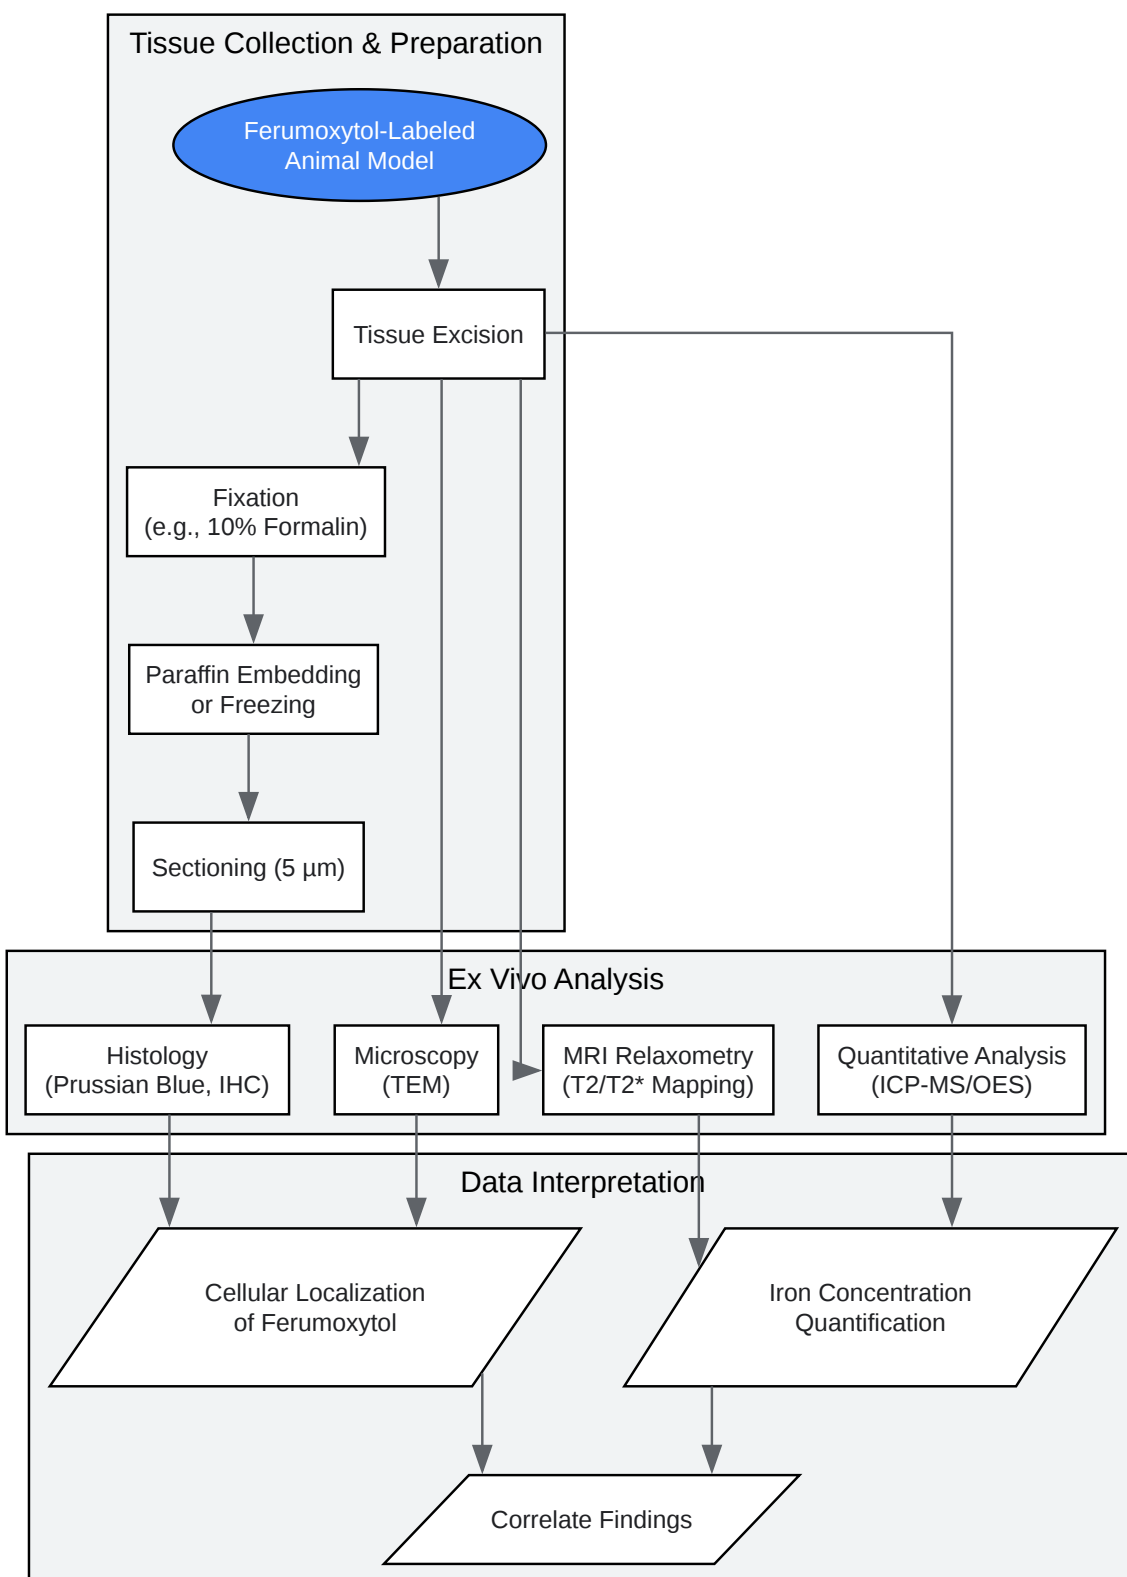 Tissue Collection & Preparation
Ferumoxytol-Labeled
Animal Model
Tissue Excision
Fixation
(e.g., 10% Formalin)
Paraffin Embedding
or Freezing
Sectioning (5 µm)
Ex Vivo Analysis
Histology
(Prussian Blue, IHC)
Microscopy
(TEM)
MRI Relaxometry
(T2/T2* Mapping)
Quantitative Analysis
(ICP-MS/OES)
Data Interpretation
Cellular Localization
of Ferumoxytol
Iron Concentration
Quantification
Correlate Findings